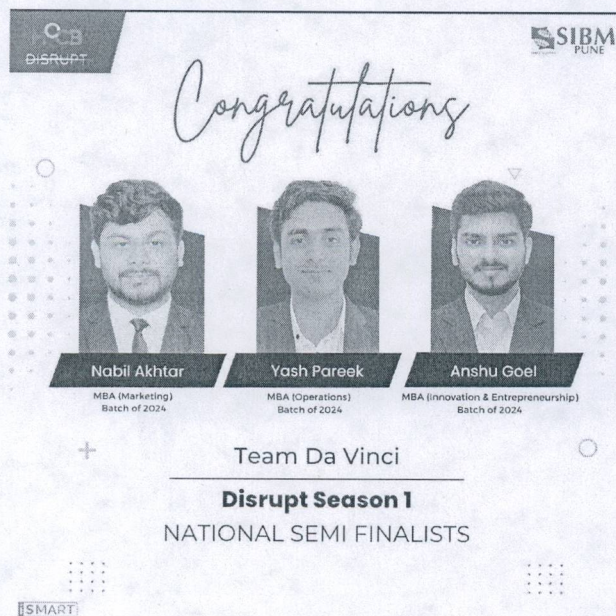 DISRUPT
SIBM
PUNE
Congratulations
Nabil Akhtar
MBA (Marketing)
Batch of 2024
Yash Pareek
MBA (Operations)
Batch of 2024
Anshu Goel
MBA (Innovation & Entrepreneurship)
Batch of 2024
Team Da Vinci
Disrupt Season 1
NATIONAL SEMI FINALISTS
SMART